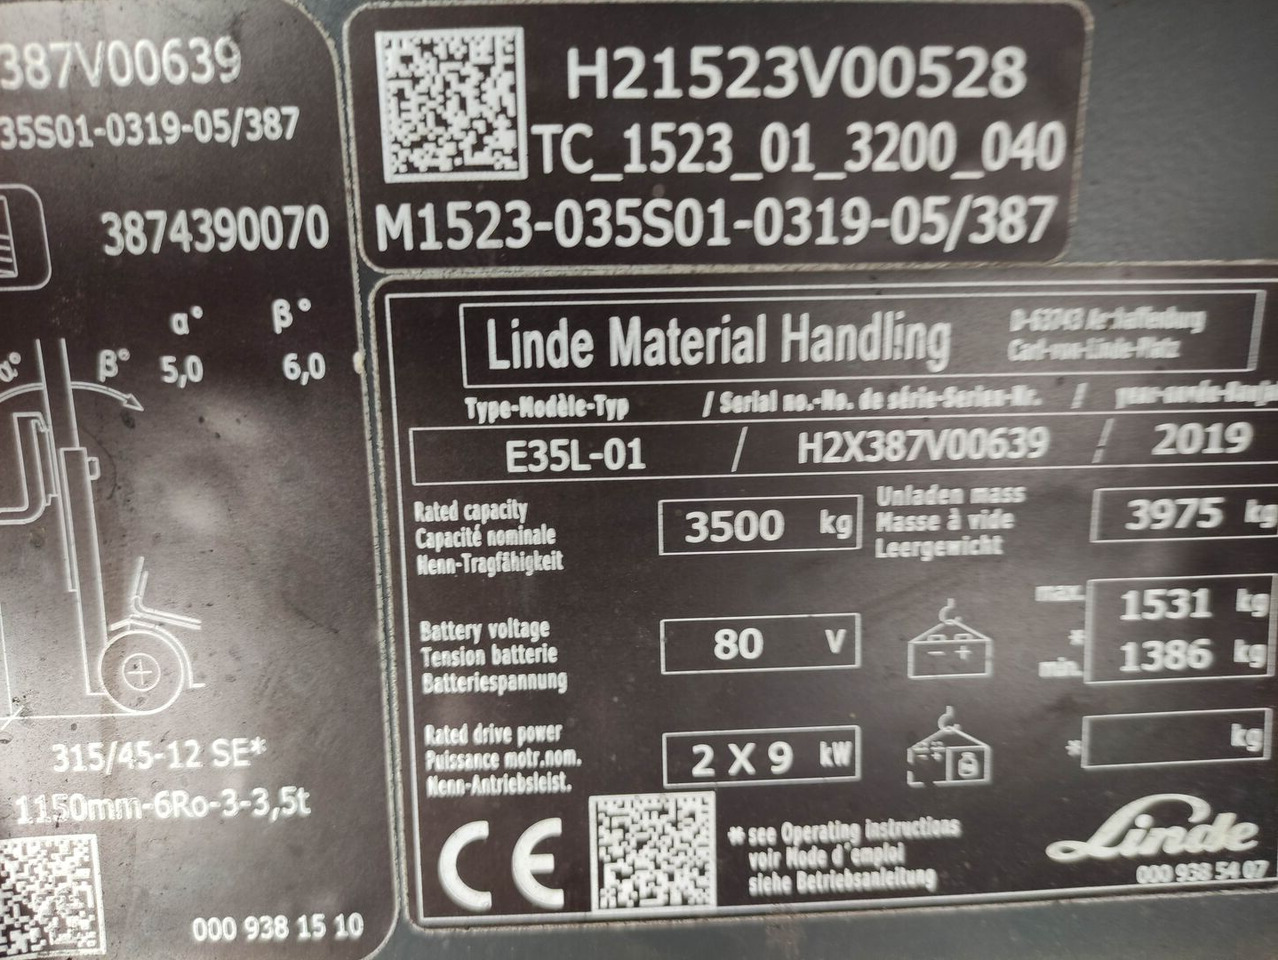 387V00639
35S01-0319-05/387
3874390070
α° β°
α° β° 5,0 6,0
315/45-12 SE*
1150mm-6Ro-3-3,5t
000 938 15 10
H21523V00528
TC_1523_01_3200_040
M1523-035S01-0319-05/387
Linde Material Handling
D-63743 Aschaffenburg
Carl-von-Linde-Platz
Type-Modèle-Typ / Serial no.-No. de série-Serien-Nr. / year-année-Baujahr
E35L-01 / H2X387V00639 / 2019
Rated capacity
Capacité nominale
Nenn-Tragfähigkeit
3500 kg
Unladen mass
Masse à vide
Leergewicht
3975 kg
Battery voltage
Tension batterie
Batteriespannung
80 V
- +
max. 1531 kg
*
min. 1386 kg
Rated drive power
Puissance motr.nom.
Nenn-Antriebsleist.
2 X 9 kW
* kg
CE
* see Operating instructions
voir Mode d'emploi
siehe Betriebsanleitung
Linde
000 938 54 07